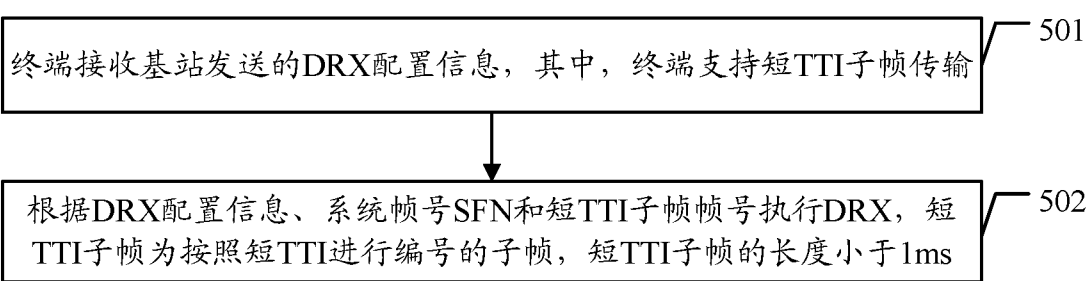 终端接收基站发送的DRX配置信息，其中，终端支持短TTI子帧传输
501
根据DRX配置信息、系统帧号SFN和短TTI子帧帧号执行DRX，短
TTI子帧为按照短TTI进行编号的子帧，短TTI子帧的长度小于1ms
502